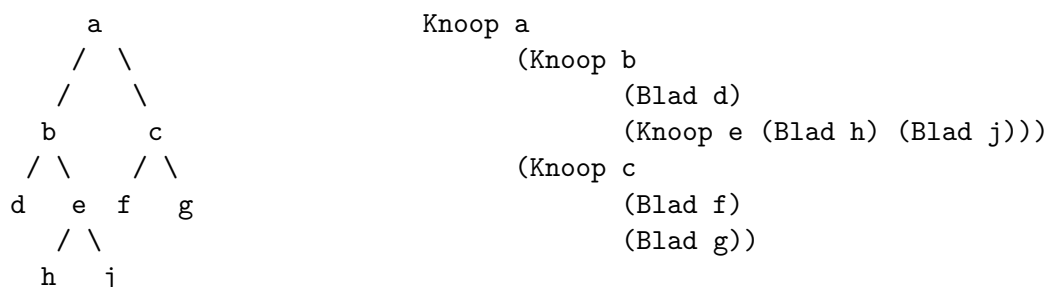 a Knoop a
/ \ (Knoop b
/ \ (Blad d)
b c (Knoop e (Blad h) (Blad j)))
/ \ / \ (Knoop c
d e f g (Blad f)
/ \ (Blad g))
h j